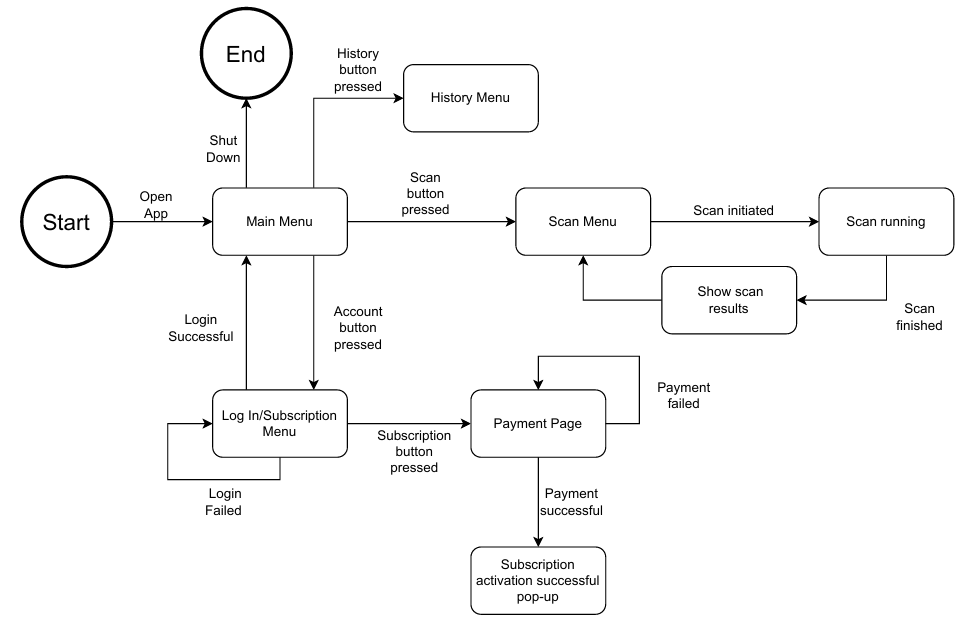 End
History
button
pressed
History Menu
Shut
Down
Start
Open
App
Main Menu
Scan
button
pressed
Scan Menu
Scan initiated
Scan running
Show scan
results
Scan
finished
Login
Successful
Account
button
pressed
Log In/Subscription
Menu
Login
Failed
Subscription
button
pressed
Payment Page
Payment
failed
Payment
successful
Subscription
activation successful
pop-up